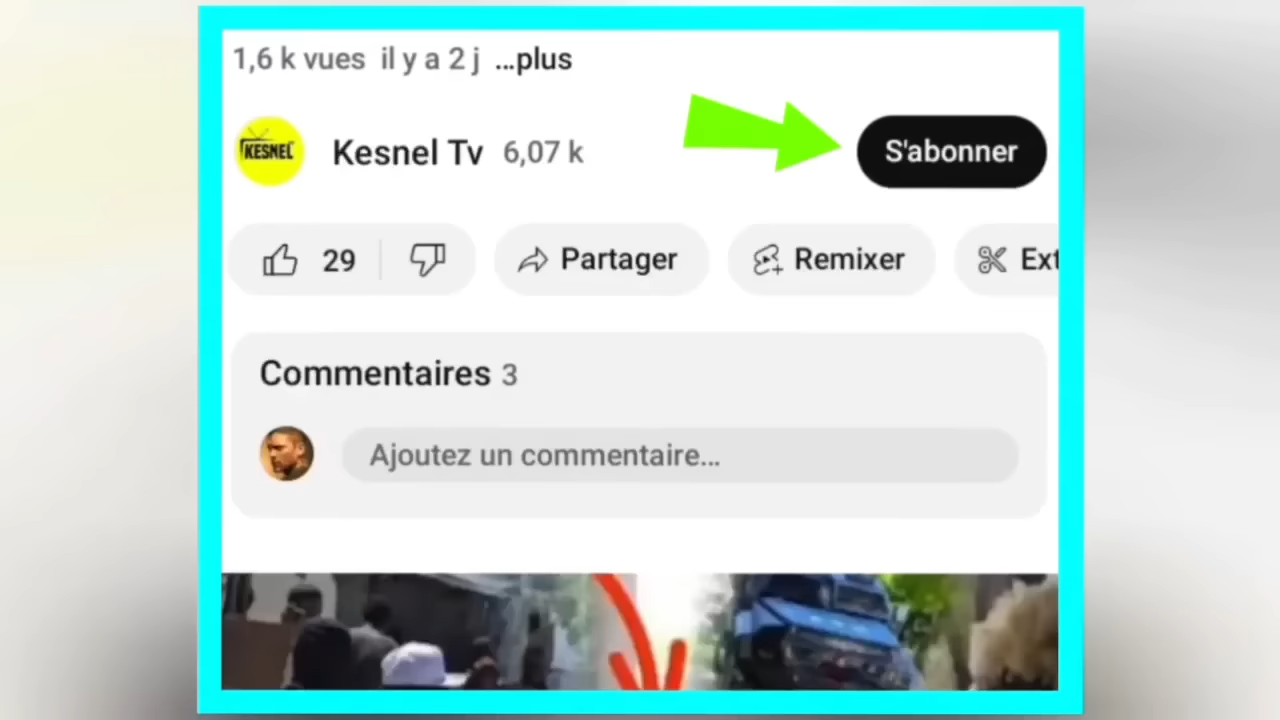 1,6 k vues il y a 2 j ...plus
KESNEL
Kesnel Tv 6,07 k
S'abonner
29
Partager
Remixer
Ext
Commentaires 3
Ajoutez un commentaire...